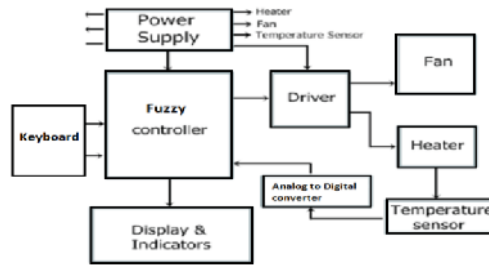 Power
Supply
Heater
Fan
Temperature Sensor
Fan
Fuzzy
controller
Driver
Keyboard
Heater
Analog to Digital
converter
Temperature
sensor
Display &
Indicators